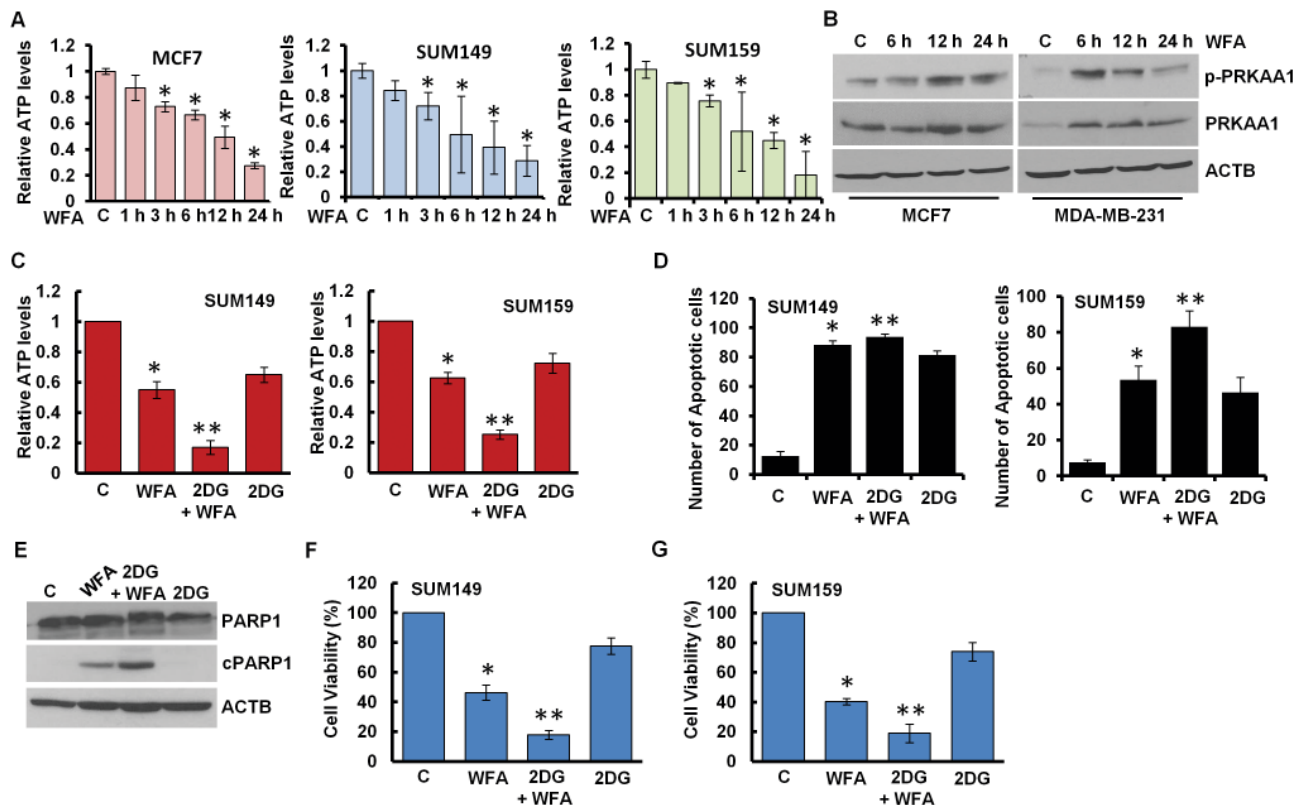 A
MCF7
Relative ATP levels
1.2
1
0.8
0.6
0.4
0.2
0
* * * *
WFA C 1 h 3 h 6 h 12 h 24 h
SUM149
Relative ATP levels
1.2
1
0.8
0.6
0.4
0.2
0
* * * *
WFA C 1 h 3 h 6 h 12 h 24 h
SUM159
Relative ATP levels
1.2
1
0.8
0.6
0.4
0.2
0
* * * *
C 1 h 3 h 6 h 12 h 24 h
B
C 6 h 12 h 24 h C 6 h 12 h 24 h WFA
p-PRKAA1
PRKAA1
ACTB
MCF7 MDA-MB-231
C
SUM149
Relative ATP levels
1.2
1
0.8
0.6
0.4
0.2
0
* **
C WFA 2DG 2DG
+ WFA
SUM159
Relative ATP levels
1.2
1
0.8
0.6
0.4
0.2
0
* **
C WFA 2DG 2DG
+ WFA
D
SUM149
Number of Apoptotic cells
120
100
80
60
40
20
0
* **
C WFA 2DG 2DG
+ WFA
SUM159
Number of Apoptotic cells
100
80
60
40
20
0
* **
C WFA 2DG 2DG
+ WFA
E
C WFA 2DG + WFA 2DG
PARP1
cPARP1
ACTB
F
SUM149
Cell Viability (%)
120
100
80
60
40
20
0
* **
C WFA 2DG 2DG
+ WFA
G
SUM159
Cell Viability (%)
120
100
80
60
40
20
0
* **
C WFA 2DG 2DG
+ WFA